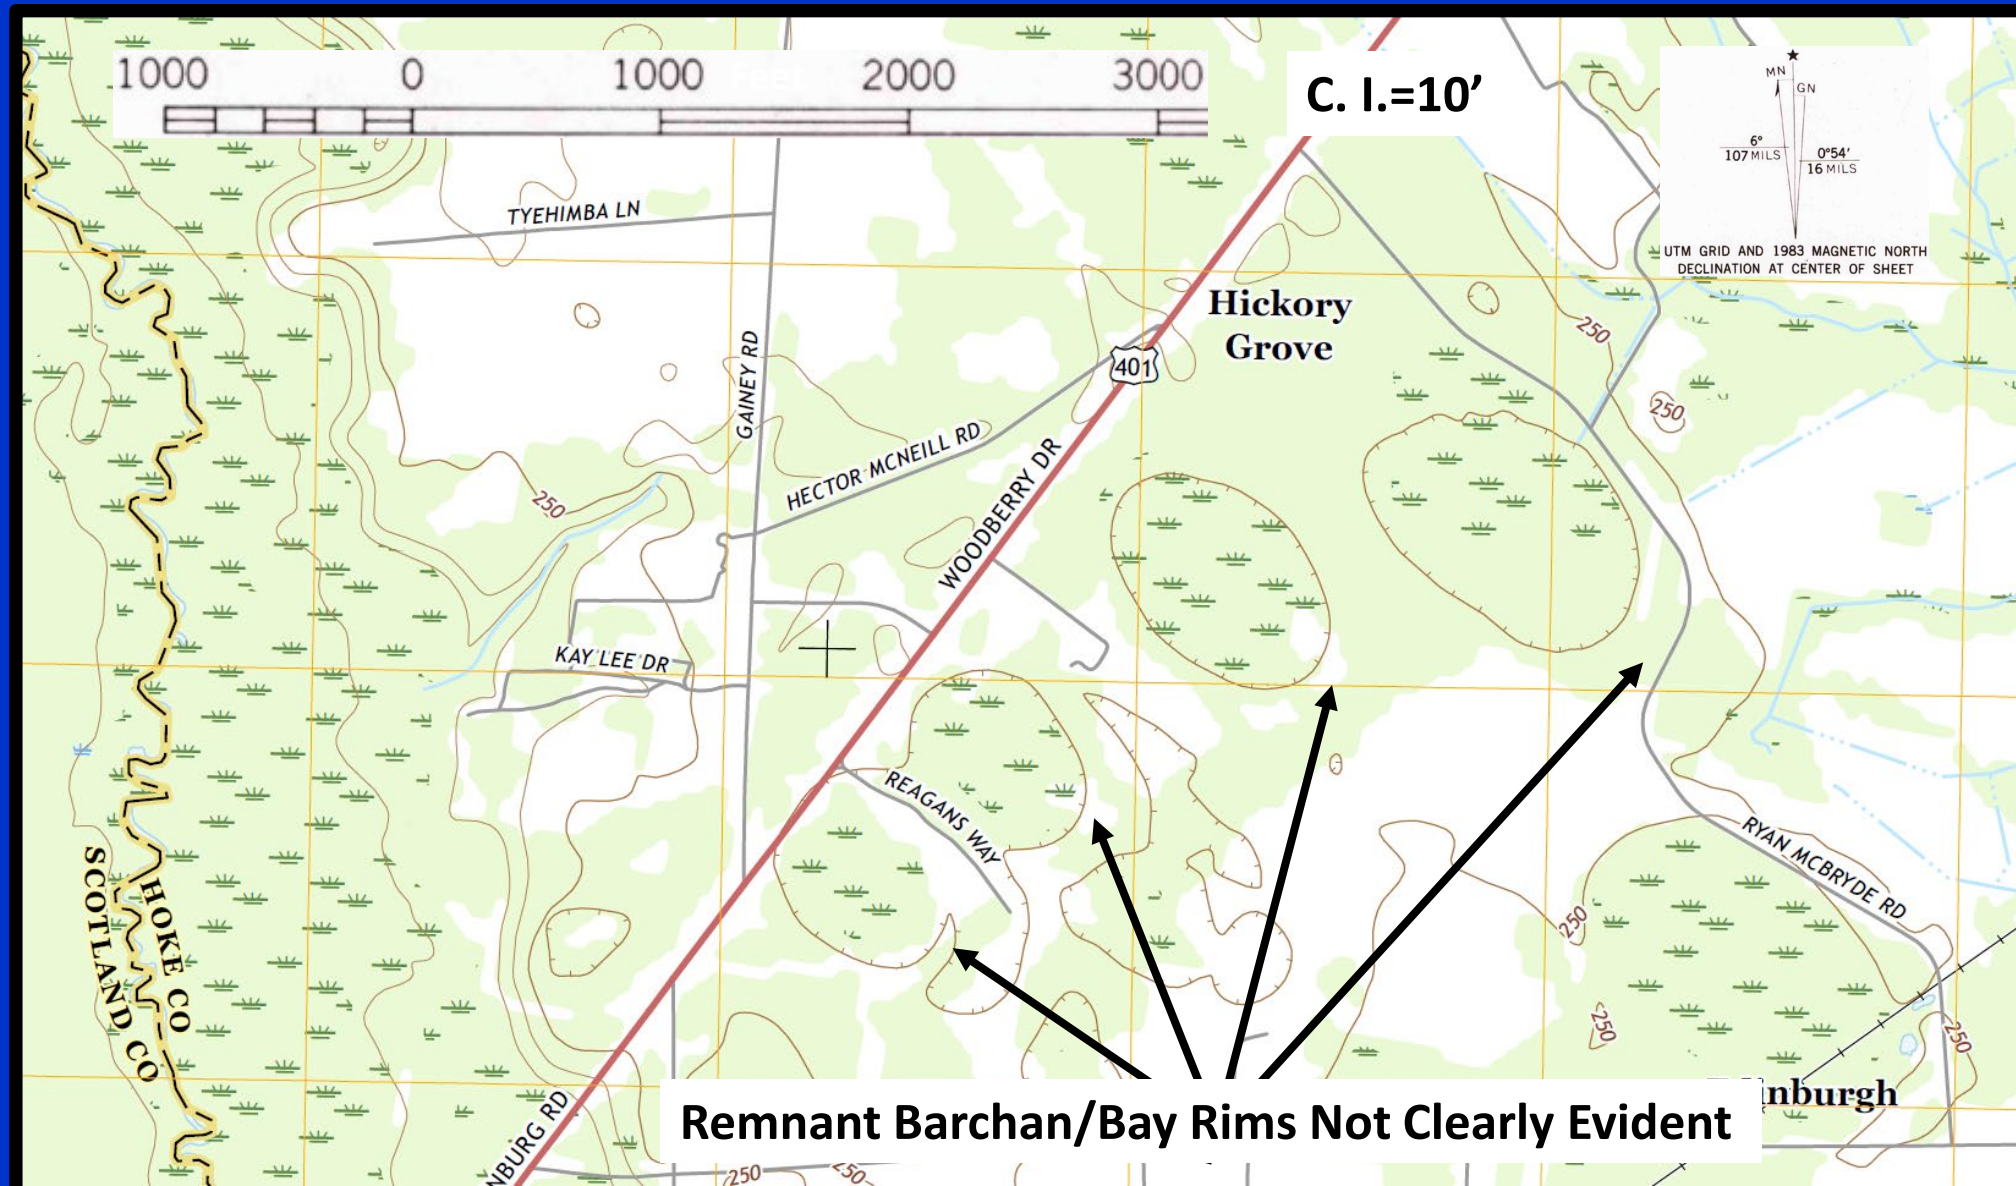 1000 0 1000 2000 3000
C. I.=10’
MN
GN
6°
107 MILS
0°54'
16 MILS
UTM GRID AND 1983 MAGNETIC NORTH
DECLINATION AT CENTER OF SHEET
TYEHIMBA LN
Hickory
Grove
250
GAINEY RD
401
250
HECTOR MCNEILL RD
250
WOODBERRY DR
KAY LEE DR
REAGANS WAY
RYAN MCBRYDE RD
HOKE CO
SCOTLAND CO
250
250
250
inburgh
Remnant Barchan/Bay Rims Not Clearly Evident
NBURG RD
250
250